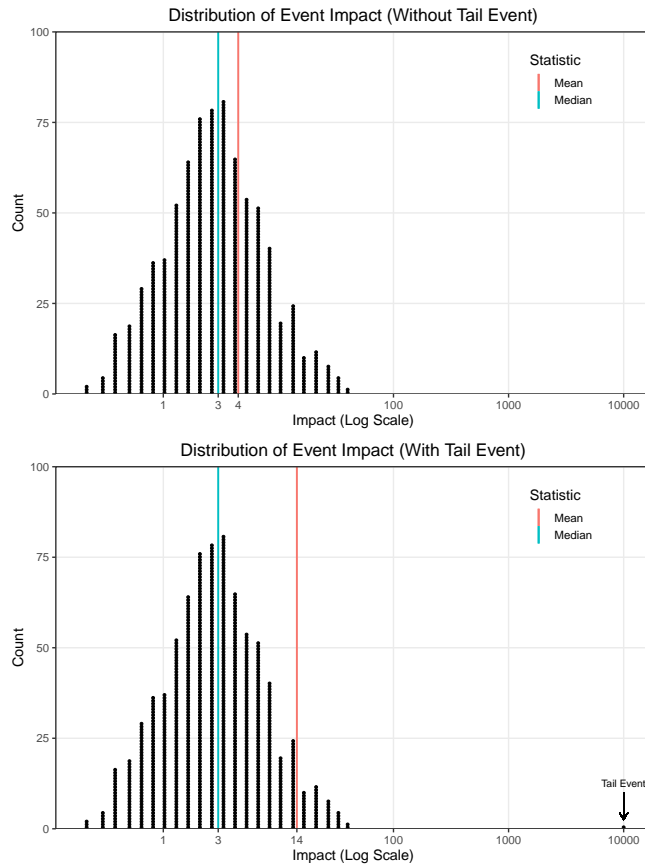 Distribution of Event Impact (Without Tail Event)
100
75
50
25
0
Count
Statistic
Mean
Median
1 3 4 100 1000 10000
Impact (Log Scale)
Distribution of Event Impact (With Tail Event)
100
75
50
25
0
Count
Statistic
Mean
Median
Tail Event
1 3 14 100 1000 10000
Impact (Log Scale)